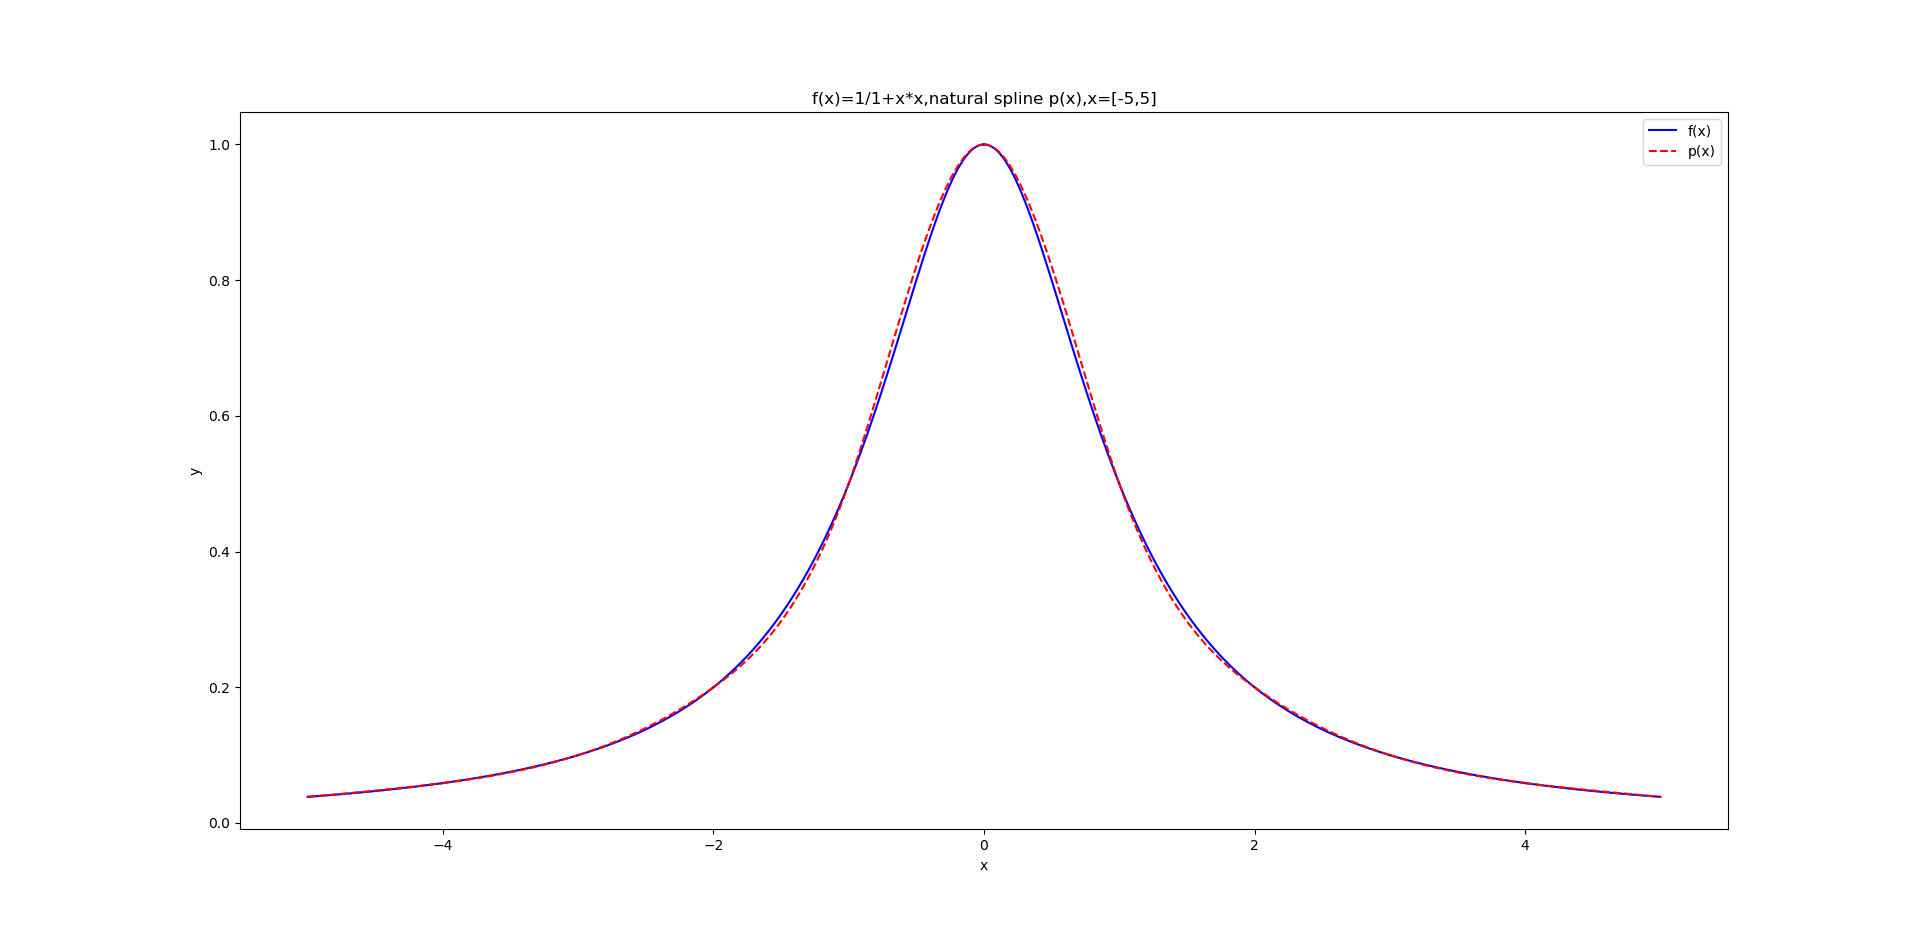 f(x)=1/1+x*x,natural spline p(x),x=[-5,5]
f(x)
p(x)
1.0
0.8
0.6
0.4
0.2
0.0
y
−4
−2
0
2
4
x